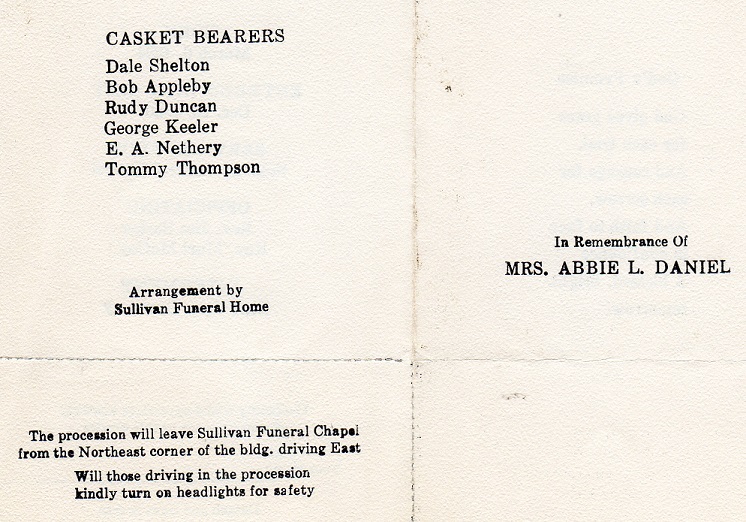 CASKET BEARERS
Dale Shelton
Bob Appleby
Rudy Duncan
George Keeler
E. A. Nethery
Tommy Thompson
Arrangement by
Sullivan Funeral Home
The procession will leave Sullivan Funeral Chapel
from the Northeast corner of the bldg. driving East
Will those driving in the procession
kindly turn on headlights for safety
In Remembrance Of
MRS. ABBIE L. DANIEL